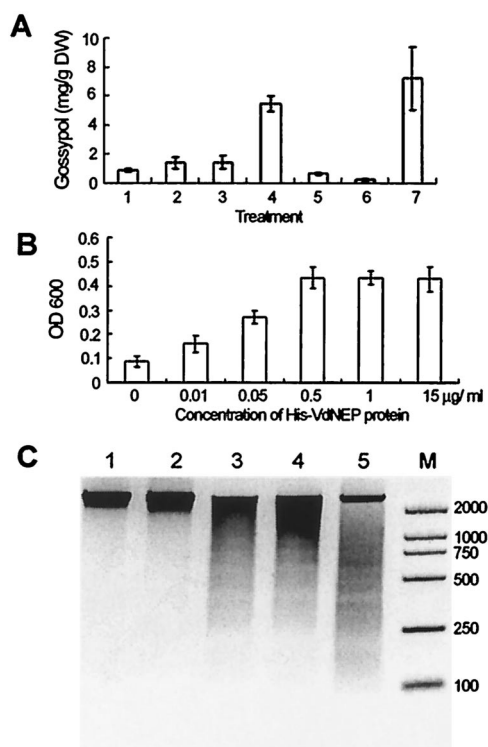 A
Gossypol (mg/g DW)
10
8
6
4
2
0
1 2 3 4 5 6 7
Treatment
B
OD 600
0.6
0.5
0.4
0.3
0.2
0.1
0
0 0.01 0.05 0.5 1 15 μg/ ml
Concentration of His-VdNEP protein
C
1 2 3 4 5 M
2000
1000
750
500
250
100